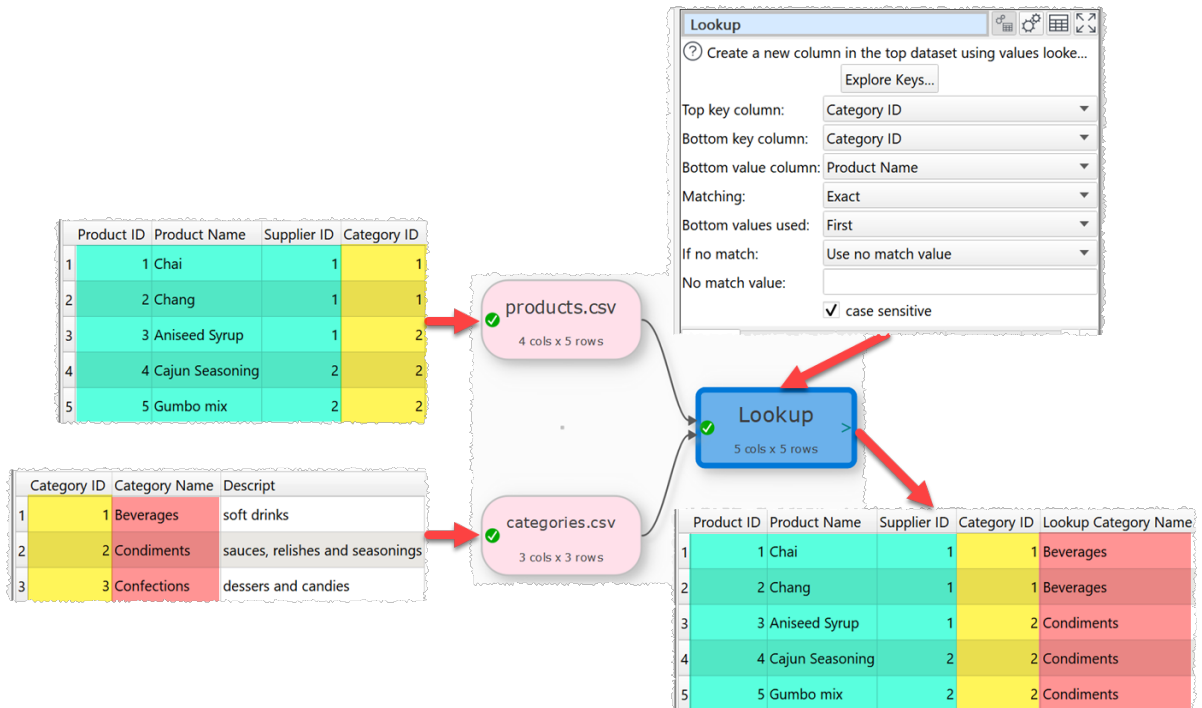 Lookup
? Create a new column in the top dataset using values looke...
Explore Keys...
Top key column: Category ID
Bottom key column: Category ID
Bottom value column: Product Name
Matching: Exact
Bottom values used: First
If no match: Use no match value
No match value:
case sensitive
Product ID Product Name Supplier ID Category ID
1 1 Chai 1 1
2 2 Chang 1 1
3 3 Aniseed Syrup 1 2
4 4 Cajun Seasoning 2 2
5 5 Gumbo mix 2 2
products.csv
4 cols x 5 rows
Lookup
5 cols x 5 rows
Category ID Category Name Descript
1 1 Beverages soft drinks
2 2 Condiments sauces, relishes and seasonings
3 3 Confections dessers and candies
categories.csv
3 cols x 3 rows
Product ID Product Name Supplier ID Category ID Lookup Category Name
1 1 Chai 1 1 Beverages
2 2 Chang 1 1 Beverages
3 3 Aniseed Syrup 1 2 Condiments
4 4 Cajun Seasoning 2 2 Condiments
5 5 Gumbo mix 2 2 Condiments